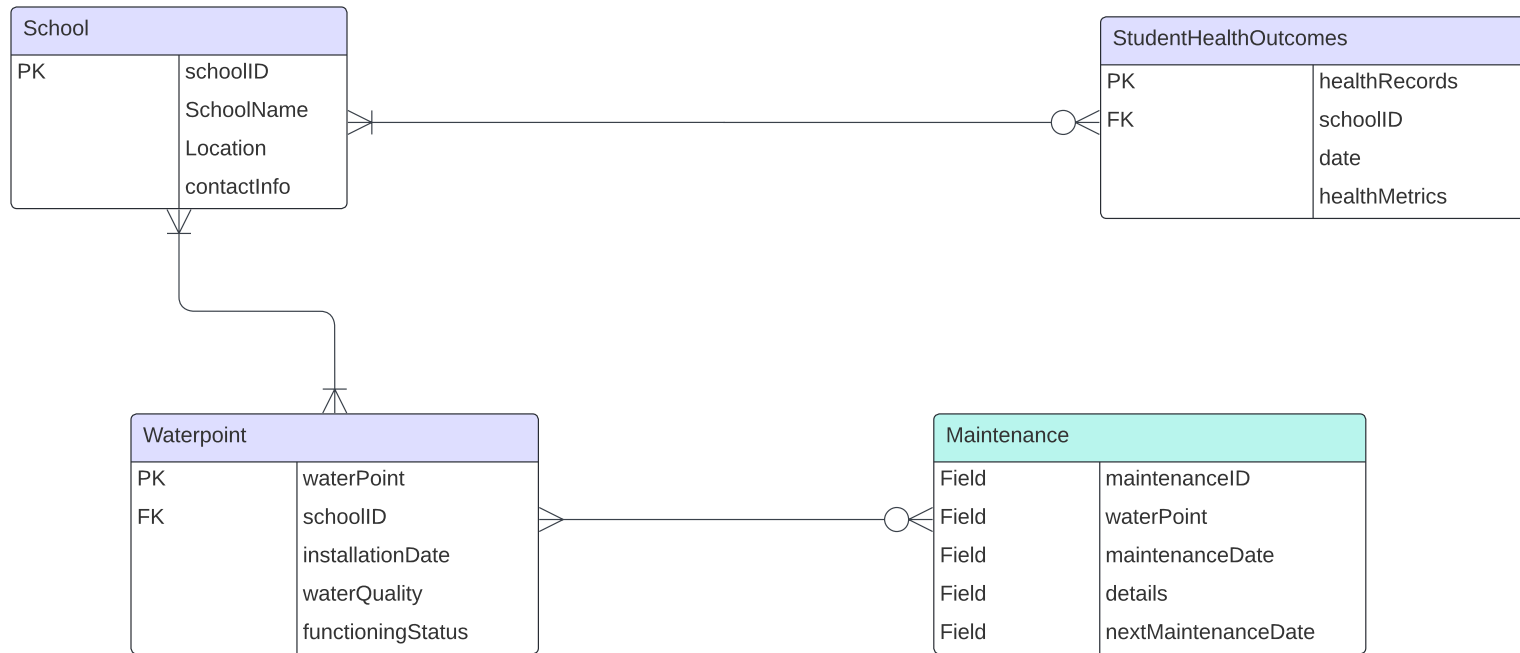 School
PK schoolID
SchoolName
Location
contactInfo
StudentHealthOutcomes
PK healthRecords
FK schoolID
date
healthMetrics
Waterpoint
PK waterPoint
FK schoolID
installationDate
waterQuality
functioningStatus
Maintenance
Field maintenanceID
Field waterPoint
Field maintenanceDate
Field details
Field nextMaintenanceDate